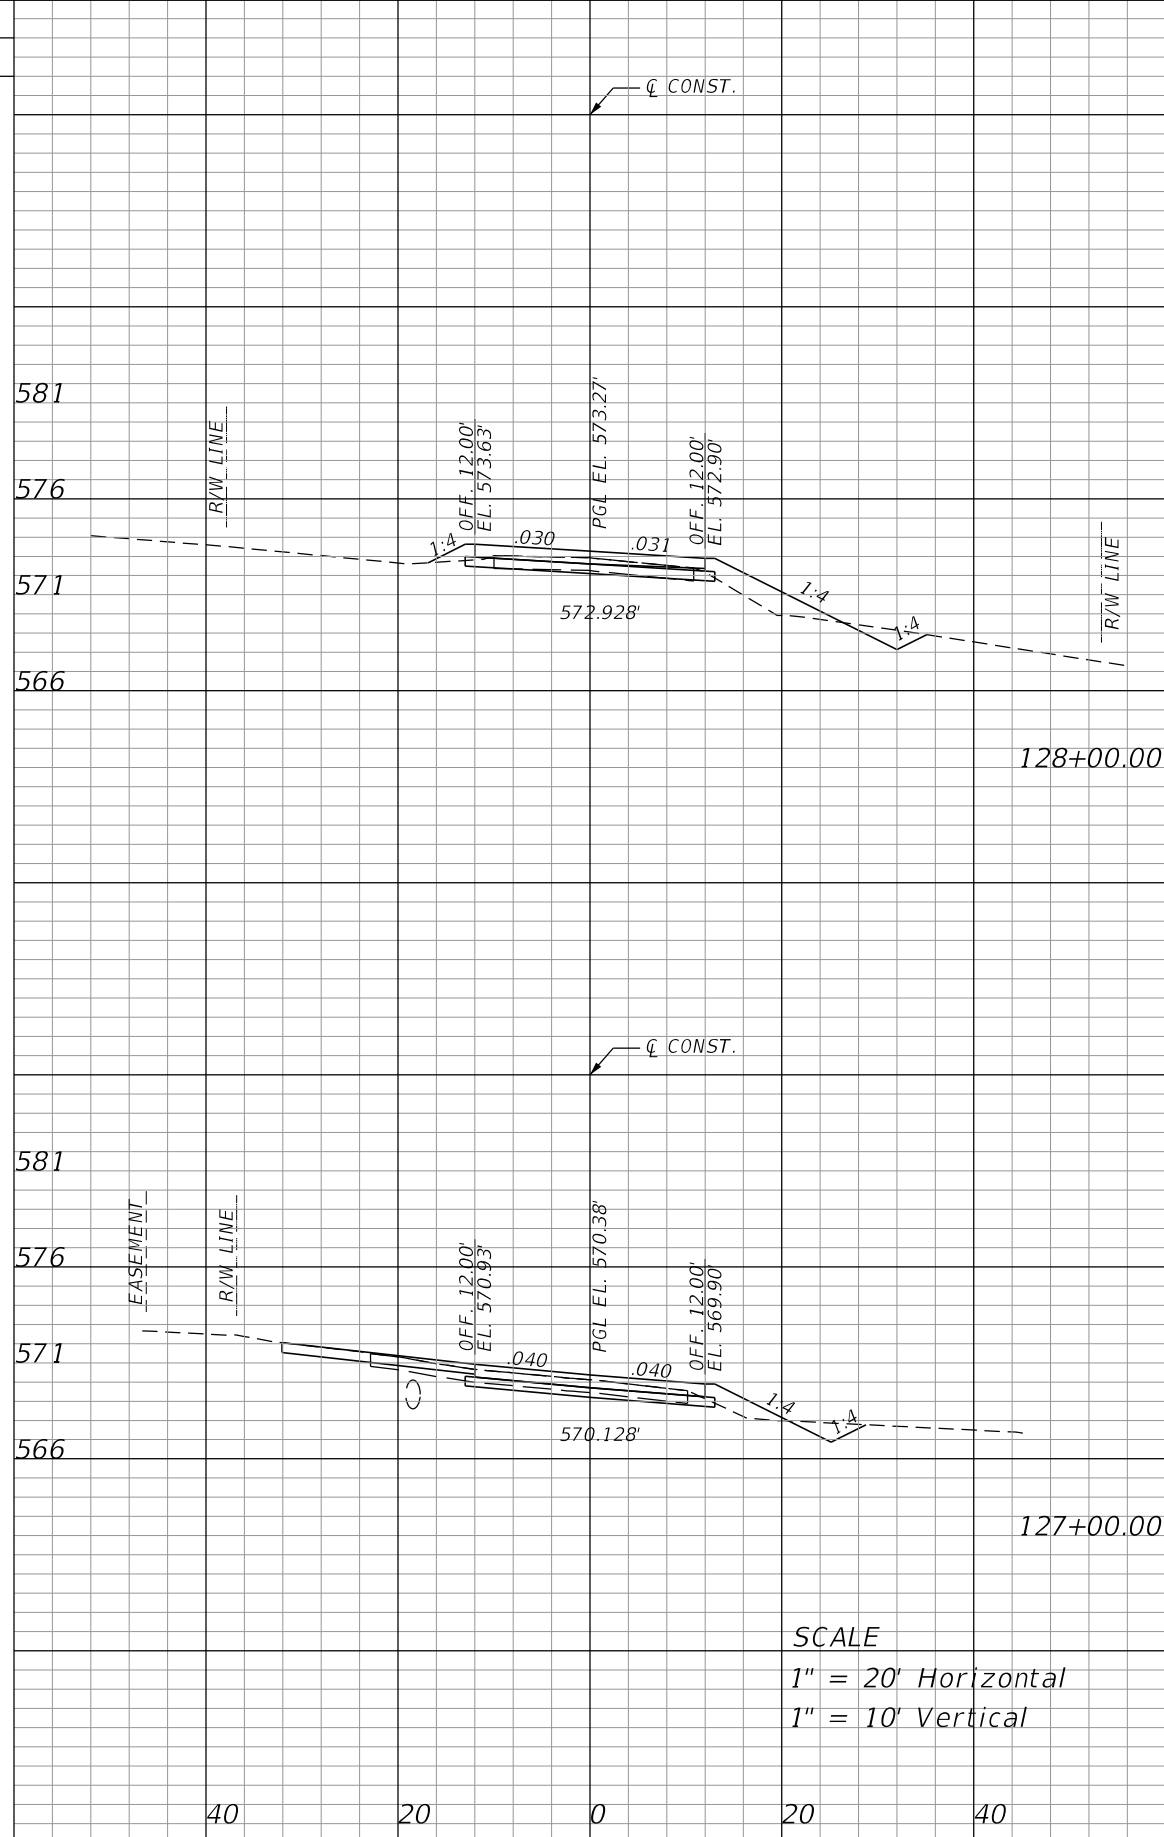 ℄ CONST.
581
576
571
566
R/W LINE
OFF. 12.00'
EL. 573.63'
PGL EL. 573.27'
OFF. 12.00'
EL. 572.90'
R/W LINE
1:4
.030
.031
1:4
1:4
572.928'
128+00.00
℄ CONST.
581
576
571
566
EASEMENT
R/W LINE
OFF. 12.00'
EL. 570.93'
PGL EL. 570.38'
OFF. 12.00'
EL. 569.90'
.040
.040
1:4
1:4
570.128'
127+00.00
SCALE
1" = 20' Horizontal
1" = 10' Vertical
40 20 0 20 40